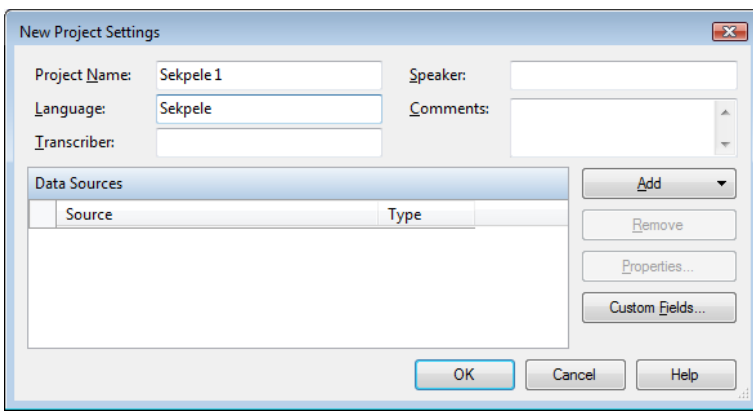 New Project Settings
Project Name: Sekpele 1 Speaker:
Language: Sekpele Comments:
Transcriber:
Data Sources Add
Source Type
Remove
Properties...
Custom Fields...
OK Cancel Help